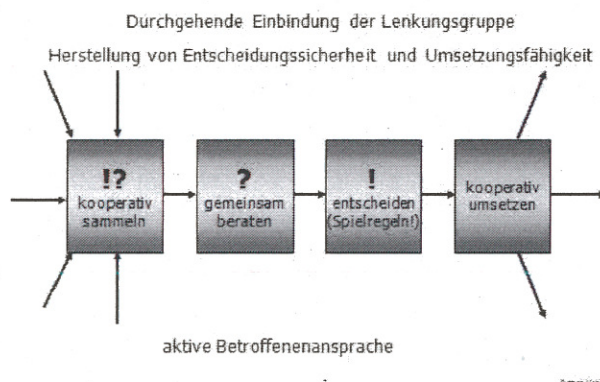 Durchgehende Einbindung der Lenkungsgruppe
Herstellung von Entscheidungssicherheit und Umsetzungsfähigkeit
!?
kooperativ
sammeln
?
gemeinsam
beraten
!
entscheiden
(Spielregeln!)
kooperativ
umsetzen
aktive Betroffenenansprache